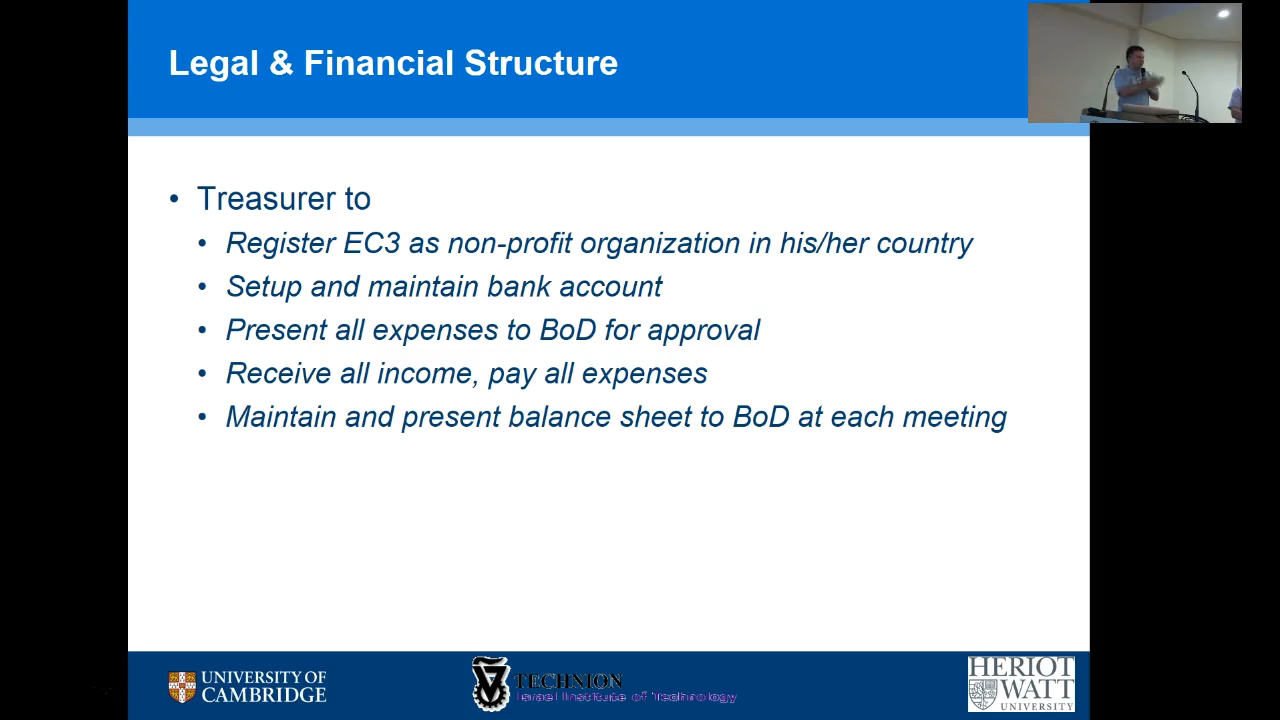 Legal & Financial Structure
• Treasurer to
• Register EC3 as non-profit organization in his/her country
• Setup and maintain bank account
• Present all expenses to BoD for approval
• Receive all income, pay all expenses
• Maintain and present balance sheet to BoD at each meeting
UNIVERSITY OF
CAMBRIDGE
TECHNION
Israel Institute of Technology
HERIOT
WATT
UNIVERSITY